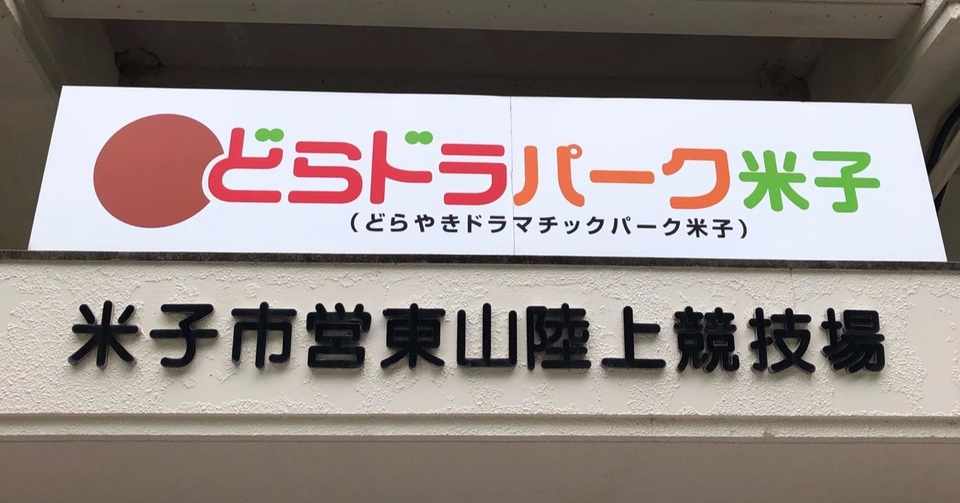 どらドラパーク米子
(どらやきドラマチックパーク米子)
米子市営東山陸上競技場